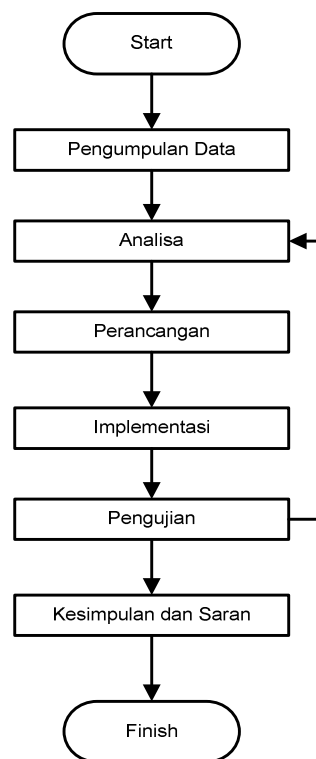 Start
Pengumpulan Data
Analisa
Perancangan
Implementasi
Pengujian
Kesimpulan dan Saran
Finish